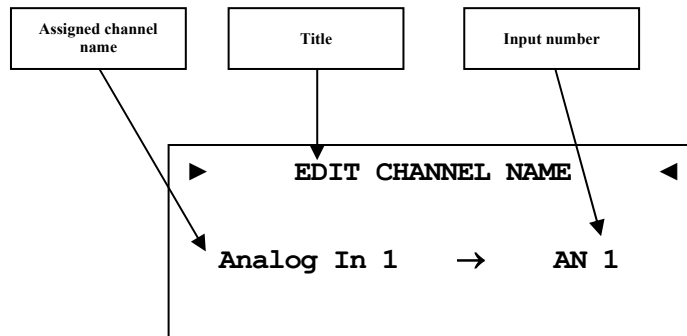 Assigned channel
name
Title
Input number
► EDIT CHANNEL NAME ◄
Analog In 1 → AN 1